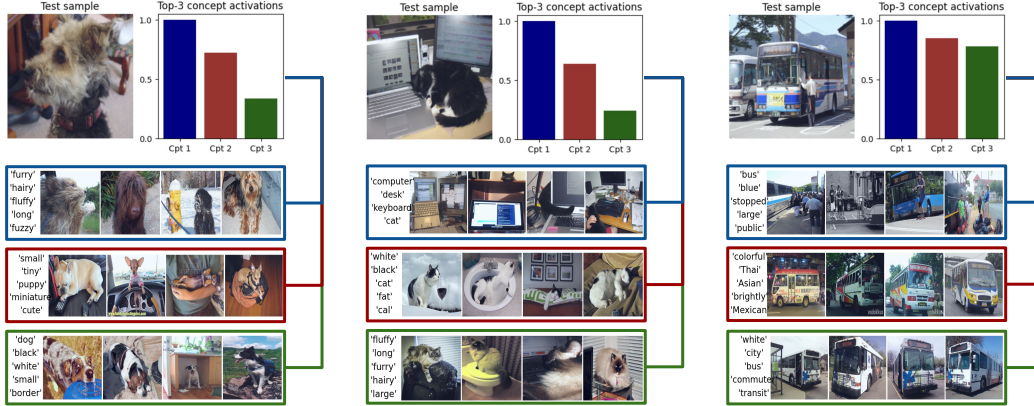 Test sample
Top-3 concept activations
1.0
0.5
0.0
Cpt 1 Cpt 2 Cpt 3
'furry'
'hairy'
'fluffy'
'long'
'fuzzy'
'small'
'tiny'
'puppy'
'miniature'
'cute'
'dog'
'black'
'white'
'small'
'border'
Test sample
Top-3 concept activations
1.0
0.5
0.0
Cpt 1 Cpt 2 Cpt 3
'computer'
'desk'
'keyboard'
'cat'
'white'
'black'
'cat'
'fat'
'cal'
'fluffy'
'long'
'furry'
'hairy'
'large'
Test sample
Top-3 concept activations
1.0
0.5
0.0
Cpt 1 Cpt 2 Cpt 3
'bus'
'blue'
'stopped'
'large'
'public'
'colorful'
'Thai'
'Asian'
'brightly'
'Mexican'
'white'
'city'
'bus'
'commute'
'transit'